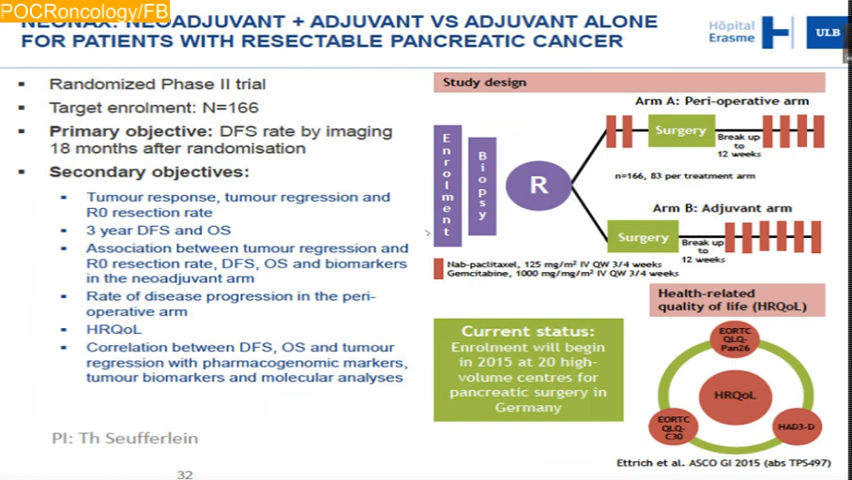 POCRoncology/FB
NEONAX: NEOADJUVANT + ADJUVANT VS ADJUVANT ALONE
FOR PATIENTS WITH RESECTABLE PANCREATIC CANCER
Hôpital
Erasme
ULB
Randomized Phase II trial
Target enrolment: N=166
Primary objective: DFS rate by imaging
18 months after randomisation
Secondary objectives:
Tumour response, tumour regression and
R0 resection rate
3 year DFS and OS
Association between tumour regression and
R0 resection rate, DFS, OS and biomarkers
in the neoadjuvant arm
Rate of disease progression in the peri-
operative arm
HRQoL
Correlation between DFS, OS and tumour
regression with pharmacogenomic markers,
tumour biomarkers and molecular analyses
PI: Th Seufferlein
32
Study design
Enrolment
Biopsy
R
Arm A: Peri-operative arm
Surgery
Break up
to
12 weeks
n=166, 83 per treatment arm
Arm B: Adjuvant arm
Surgery
Break up
to
12 weeks
Nab-paclitaxel, 125 mg/m² IV QW 3/4 weeks
Gemcitabine, 1000 mg/mg/m² IV QW 3/4 weeks
Current status:
Enrolment will begin
in 2015 at 20 high-
volume centres for
pancreatic surgery in
Germany
Health-related
quality of life (HRQoL)
EORTC
QLQ-
Pan26
HRQoL
EORTC
QLQ-
C30
HAD3-D
Ettrich et al. ASCO GI 2015 (abs TPS497)